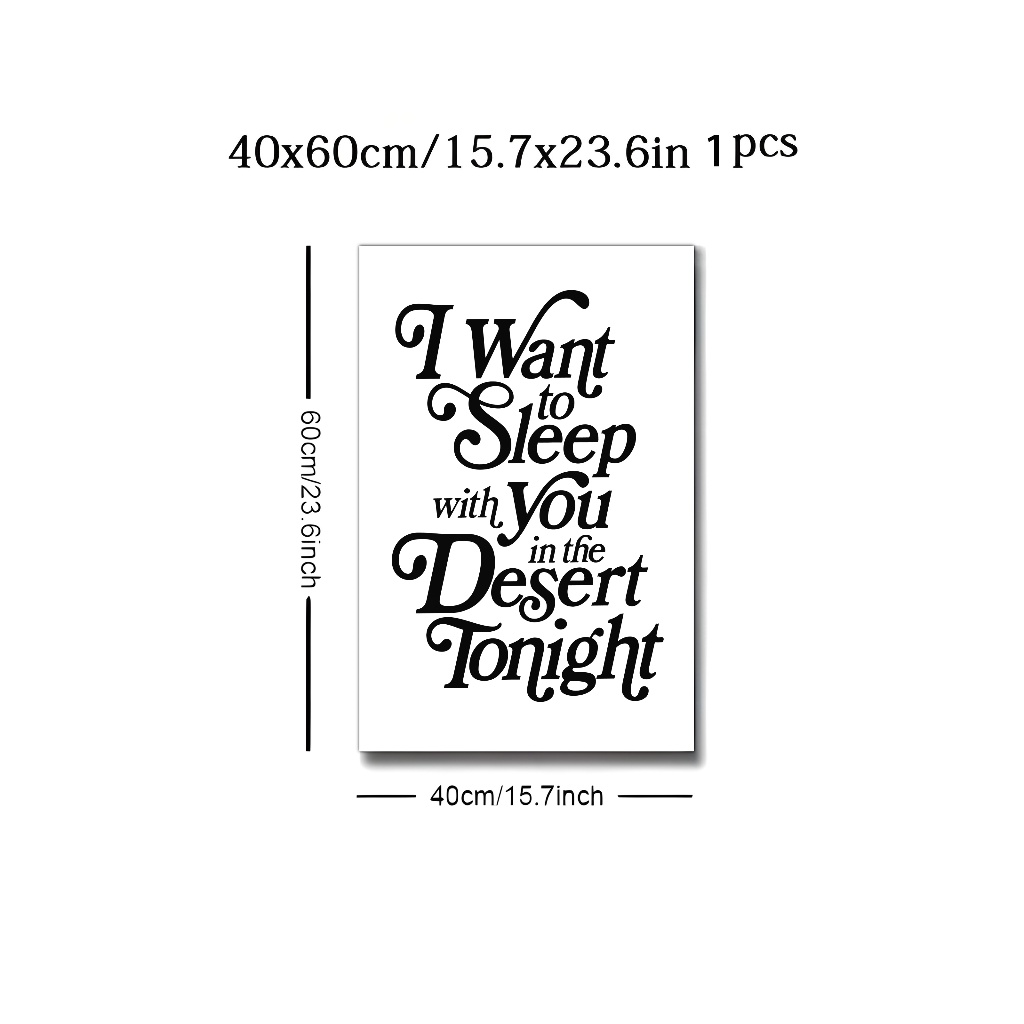 40x60cm/15.7x23.6in 1pcs
60cm/23.6inch
I Want
to
Sleep
with you
in the
Desert
Tonight
40cm/15.7inch